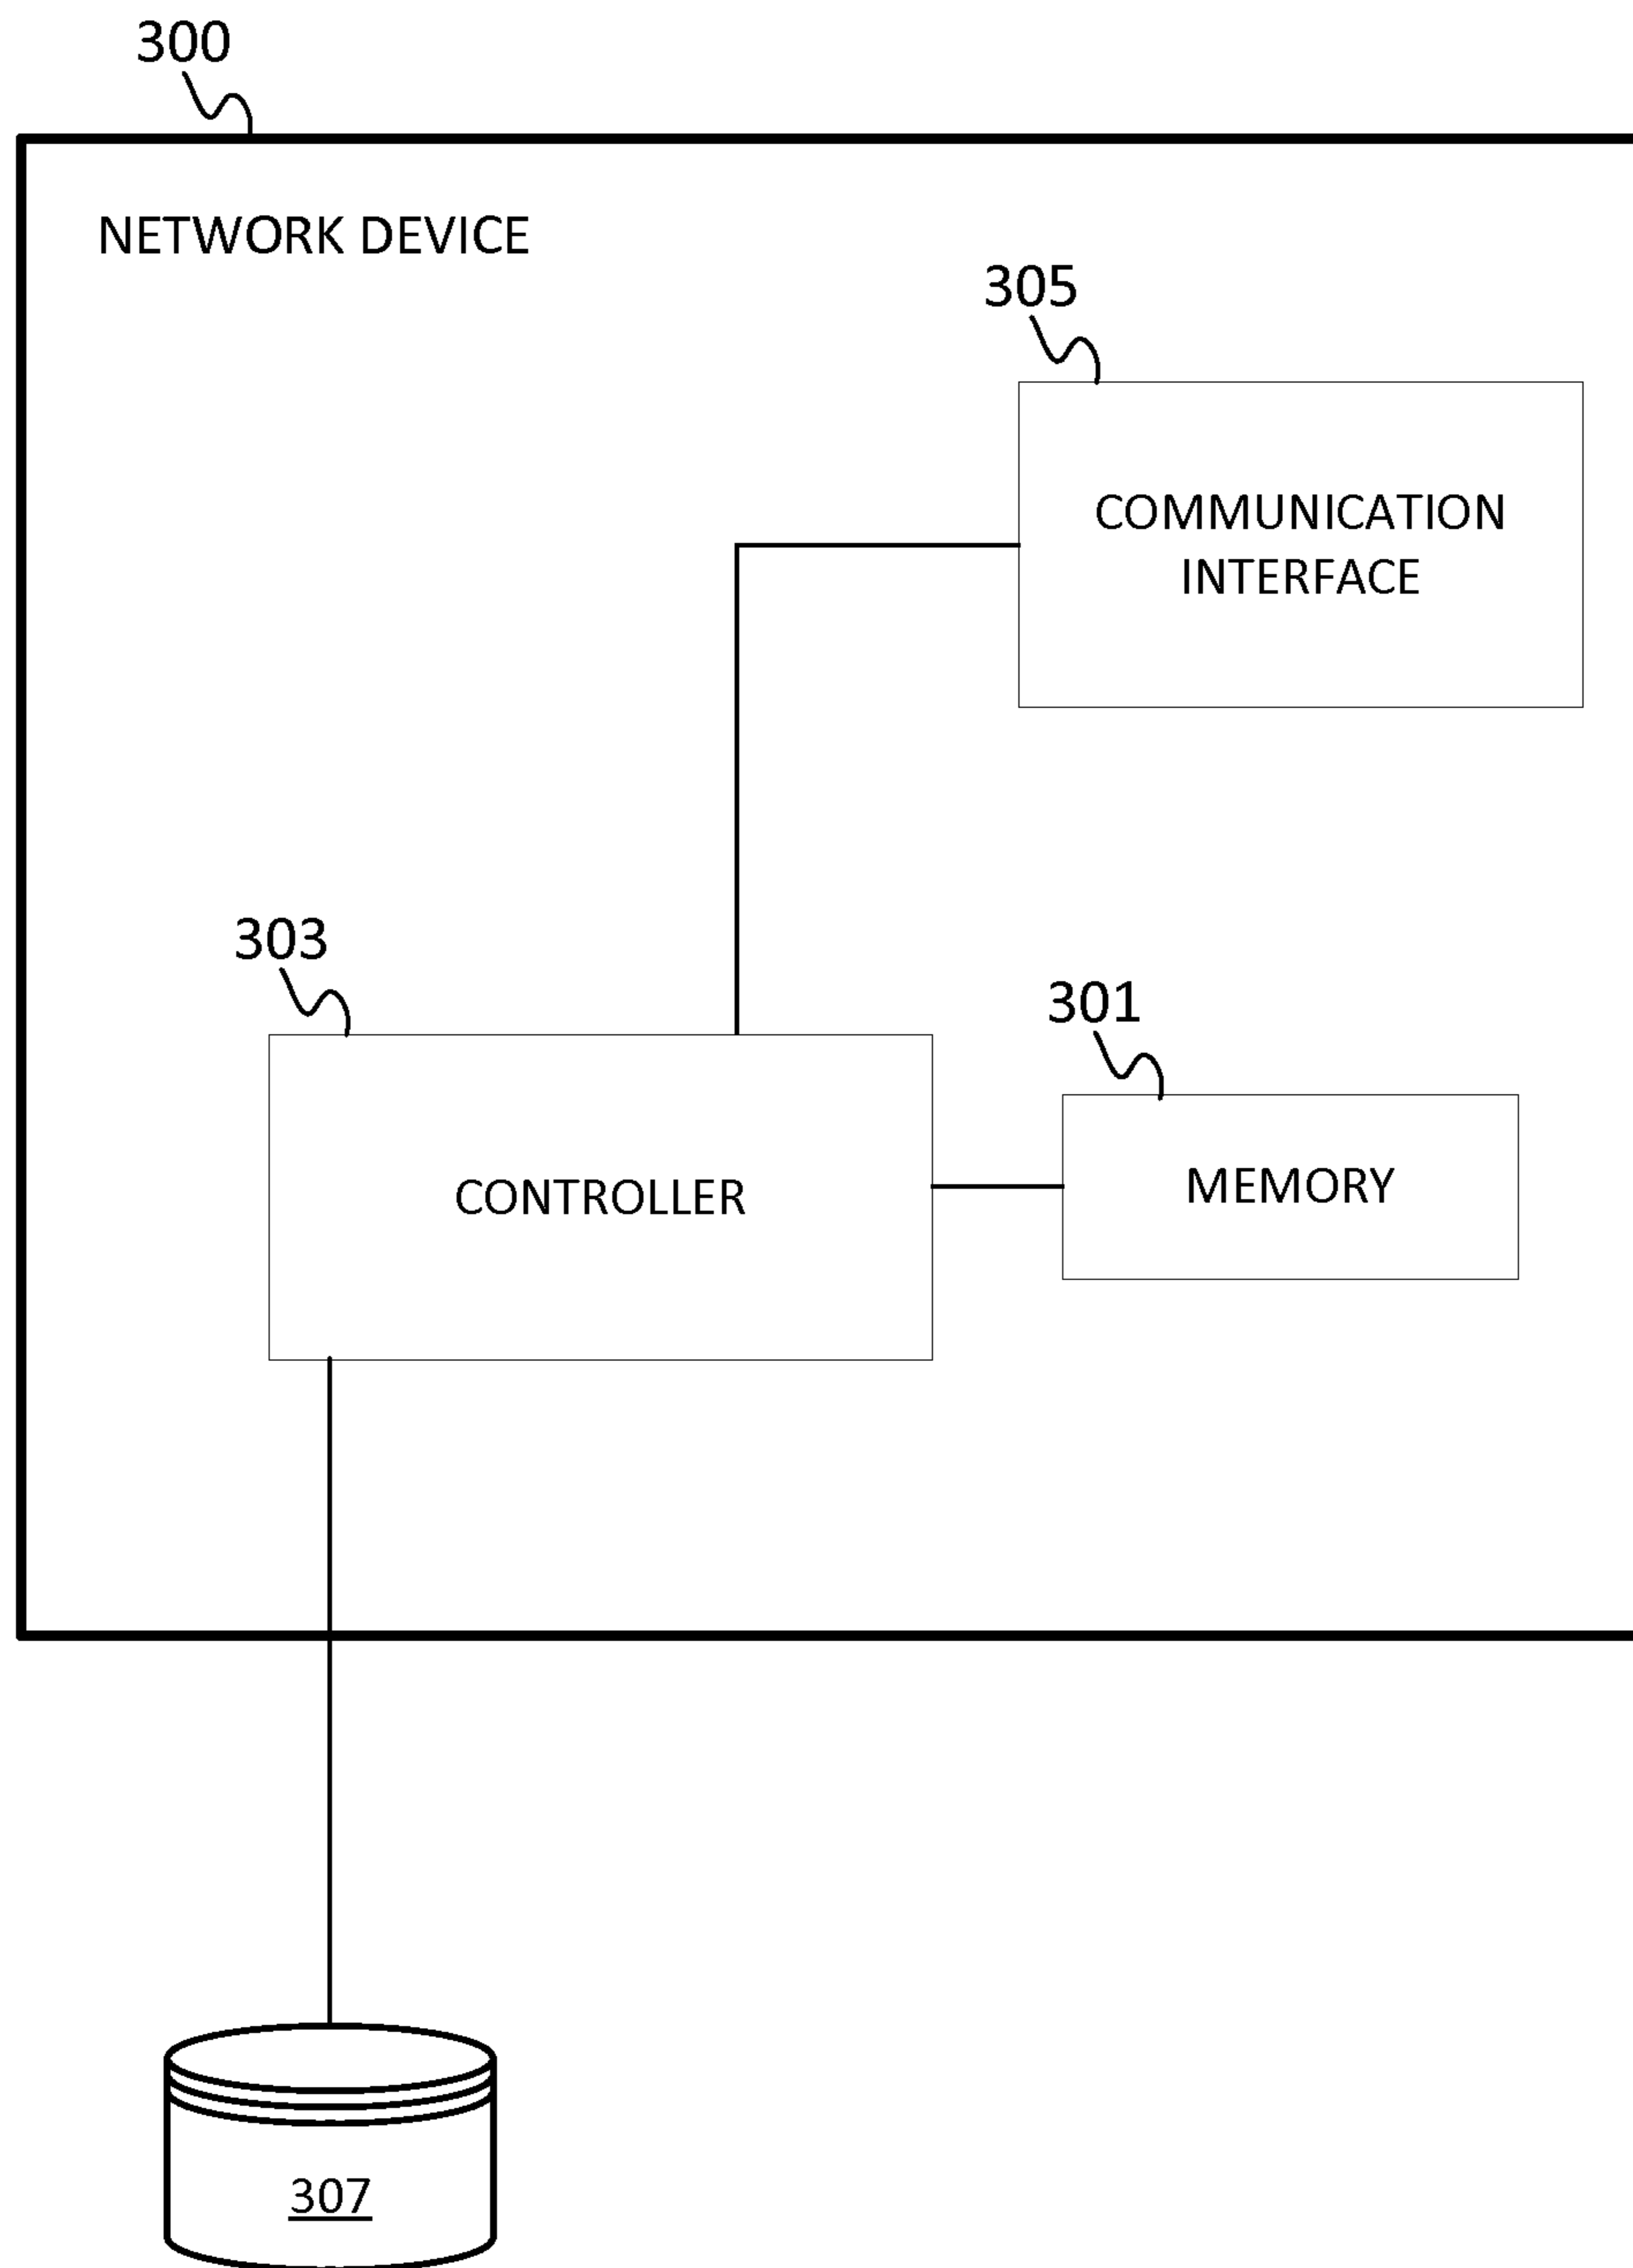 300
NETWORK DEVICE
305
COMMUNICATION
INTERFACE
303
301
CONTROLLER
MEMORY
307